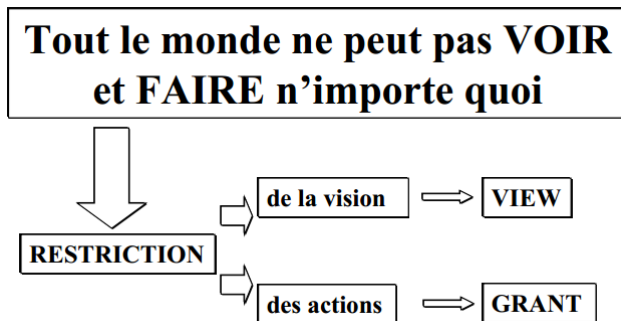 Tout le monde ne peut pas VOIR
et FAIRE n’importe quoi
de la vision
VIEW
RESTRICTION
des actions
GRANT